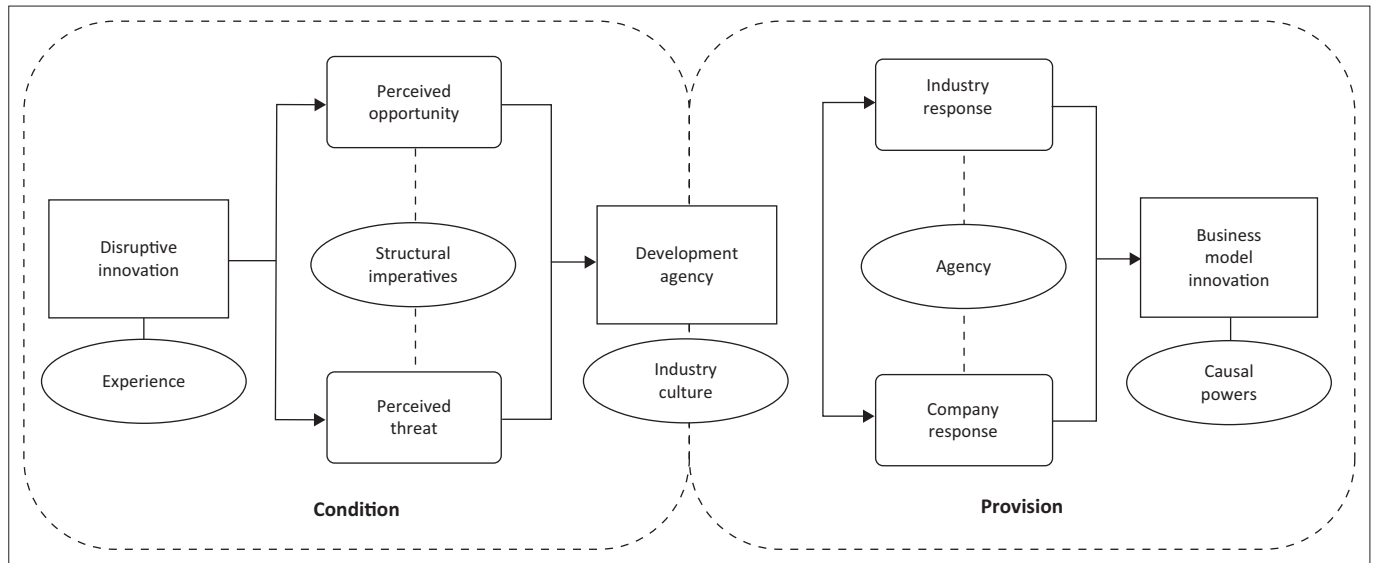 Perceived
opportunity
Disruptive
innovation
Structural
imperatives
Experience
Perceived
threat
Condition
Development
agency
Industry
culture
Industry
response
Agency
Company
response
Business
model
innovation
Causal
powers
Provision